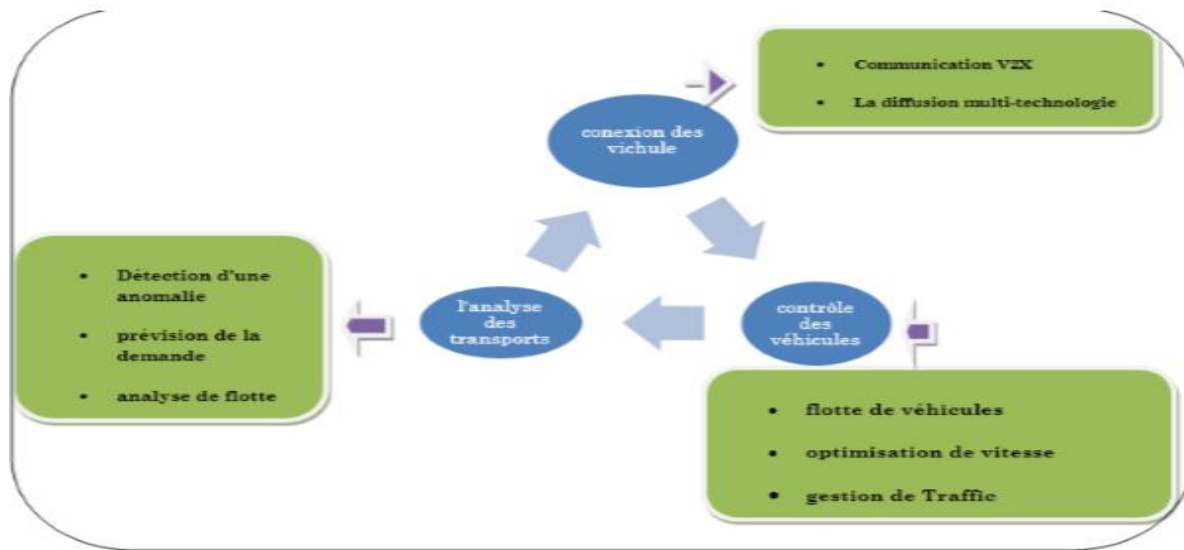 • Communication V2X
• La diffusion multi-technologie
conexion des
vichule
• Détection d'une
anomalie
• prévision de la
demande
• analyse de flotte
l'analyse
des
transports
contrôle
des
véhicules
• flotte de véhicules
• optimisation de vitesse
• gestion de Traffic